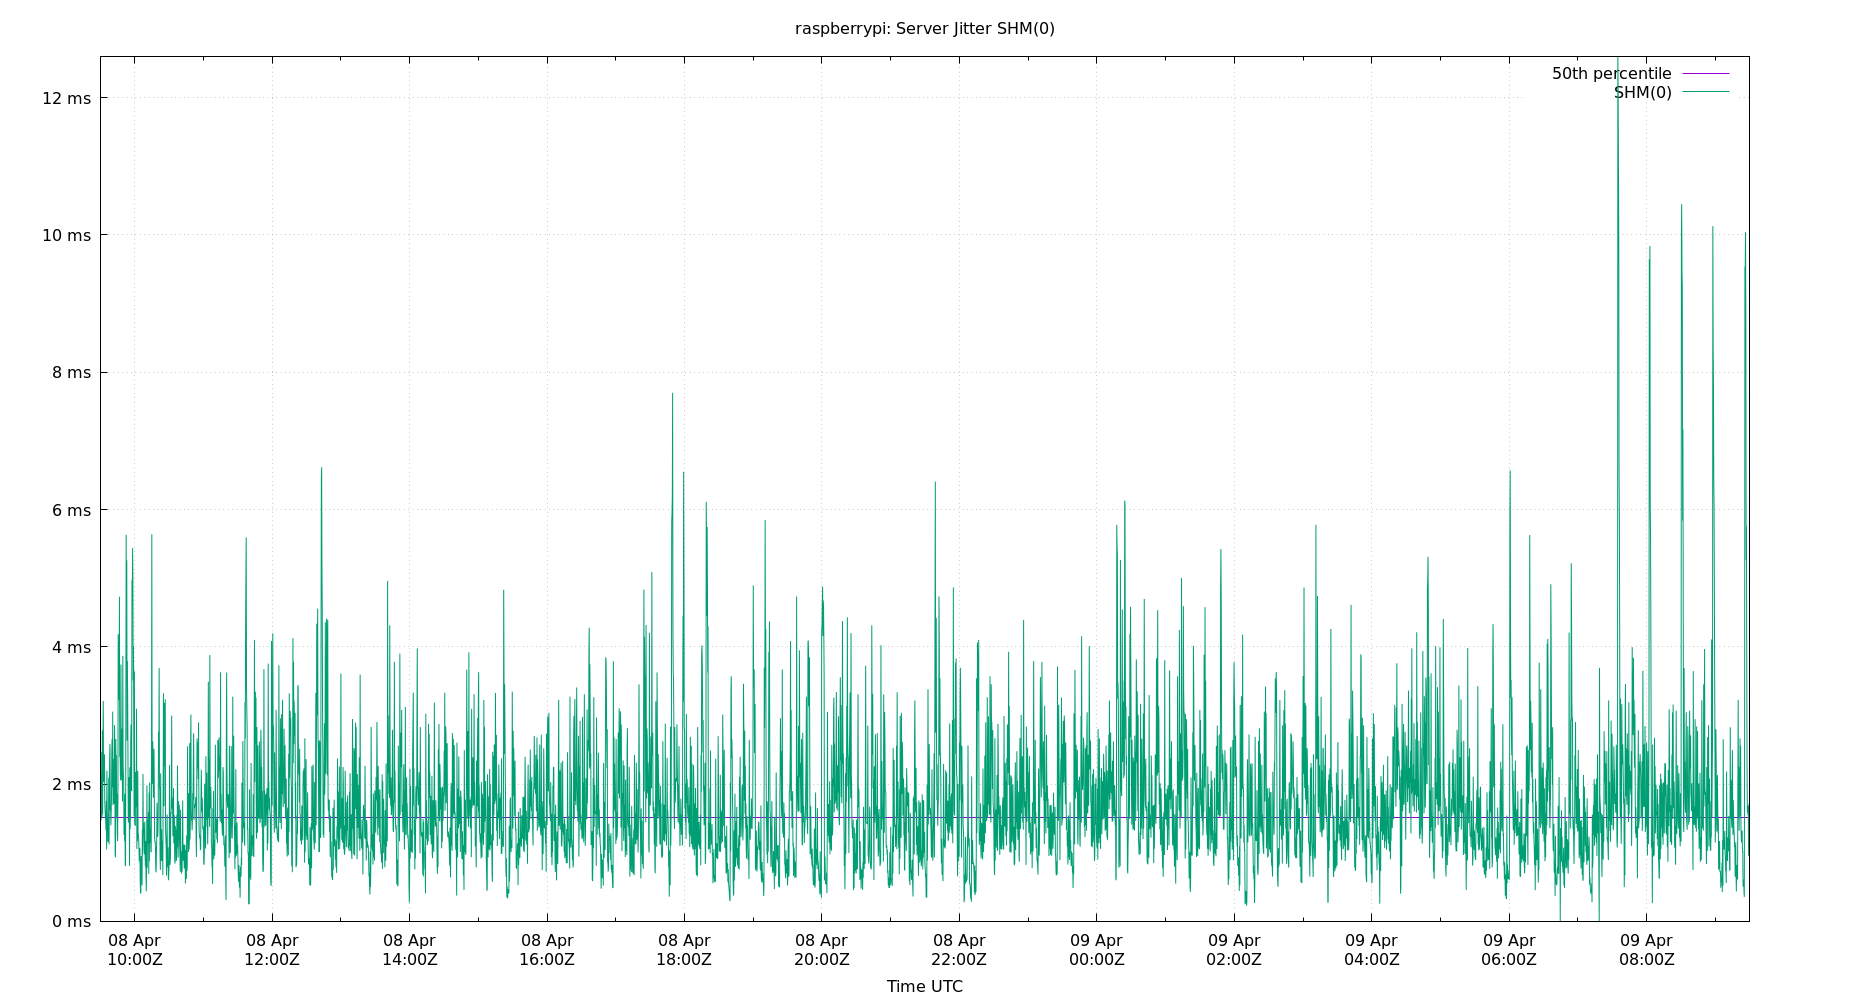 raspberrypi: Server Jitter SHM(0)
50th percentile
SHM(0)
12 ms
10 ms
8 ms
6 ms
4 ms
2 ms
0 ms
08 Apr 08 Apr 08 Apr 08 Apr 08 Apr 08 Apr 08 Apr 09 Apr 09 Apr 09 Apr 09 Apr 09 Apr
10:00Z 12:00Z 14:00Z 16:00Z 18:00Z 20:00Z 22:00Z 00:00Z 02:00Z 04:00Z 06:00Z 08:00Z
Time UTC